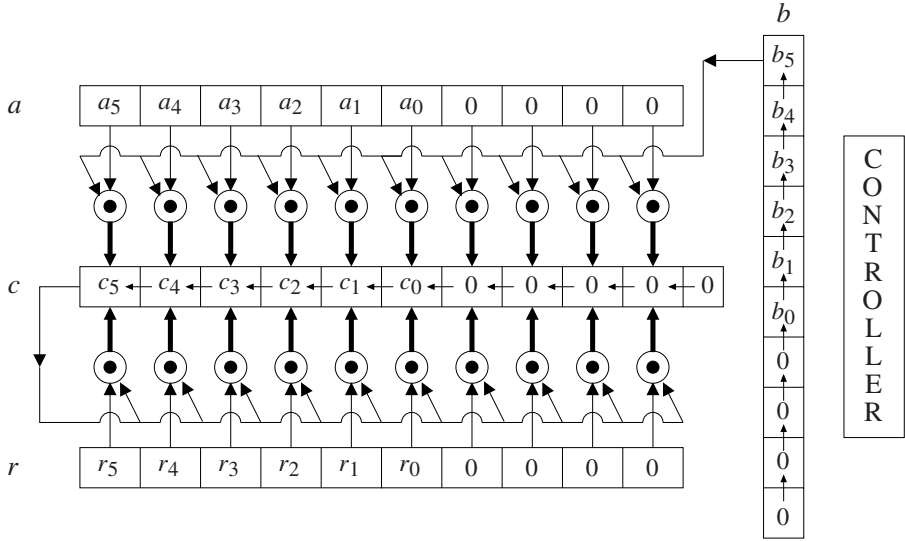 b
a a₅ a₄ a₃ a₂ a₁ a₀ 0 0 0 0
c c₅ c₄ c₃ c₂ c₁ c₀ 0 0 0 0 0
r r₅ r₄ r₃ r₂ r₁ r₀ 0 0 0 0
b₅
b₄
b₃
b₂
b₁
b₀
0
0
0
0
CONTROLLER